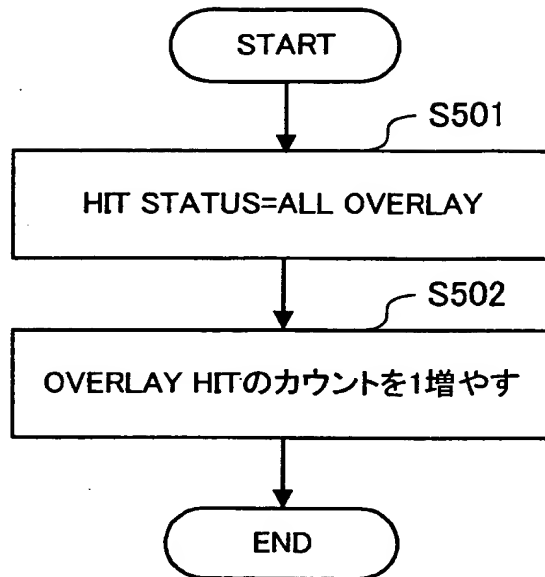 START
S501
HIT STATUS=ALL OVERLAY
S502
OVERLAY HITのカウントを1増やす
END